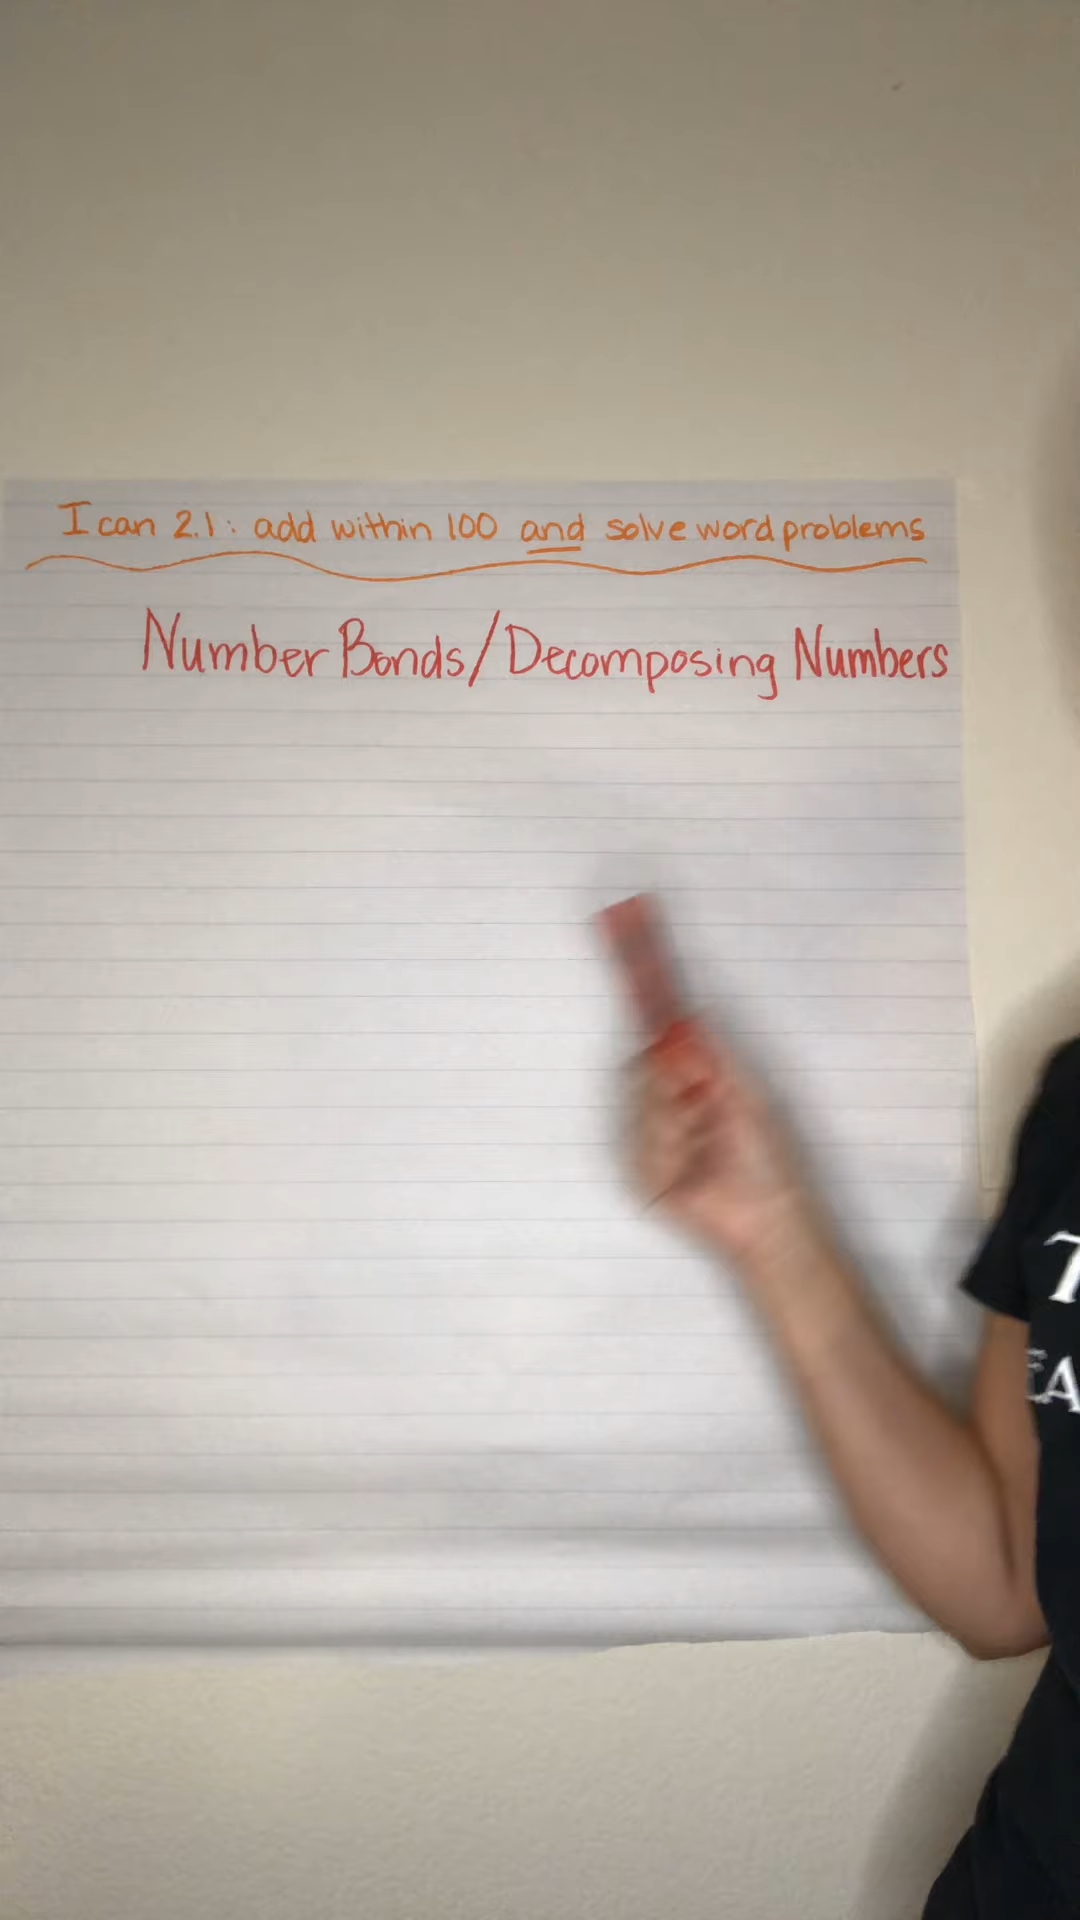 I can 2.1: add within 100 and solve word problems
Number Bonds/Decomposing Numbers